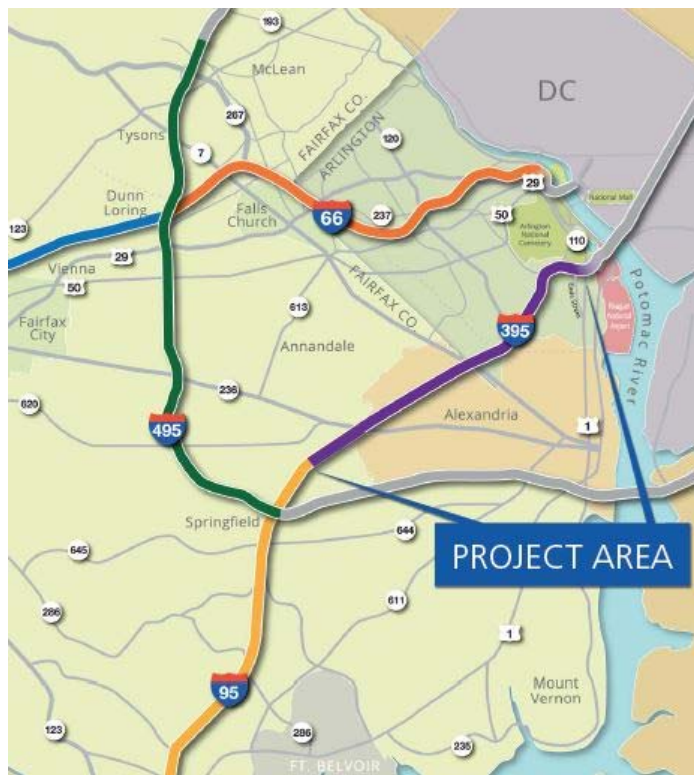 193
McLean
DC
267
FAIRFAX CO.
ARLINGTON
120
Tysons
7
29
National Mall
Dunn
Loring
Falls
Church
66
237
50
Arlington
National
Cemetery
110
123
29
Vienna
50
FAIRFAX CO.
Potomac River
Fairfax
City
613
395
Reagan
National
Airport
Annandale
236
620
495
Alexandria
1
Springfield
645
644
PROJECT AREA
286
611
1
95
Mount
Vernon
123
286
235
FT. BELVOIR